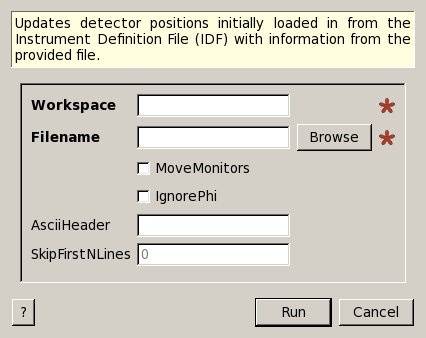 Updates detector positions initially loaded in from the
Instrument Definition File (IDF) with information from the
provided file.
Workspace
Filename Browse
MoveMonitors
IgnorePhi
AsciiHeader
SkipFirstNLines 0
? Run Cancel